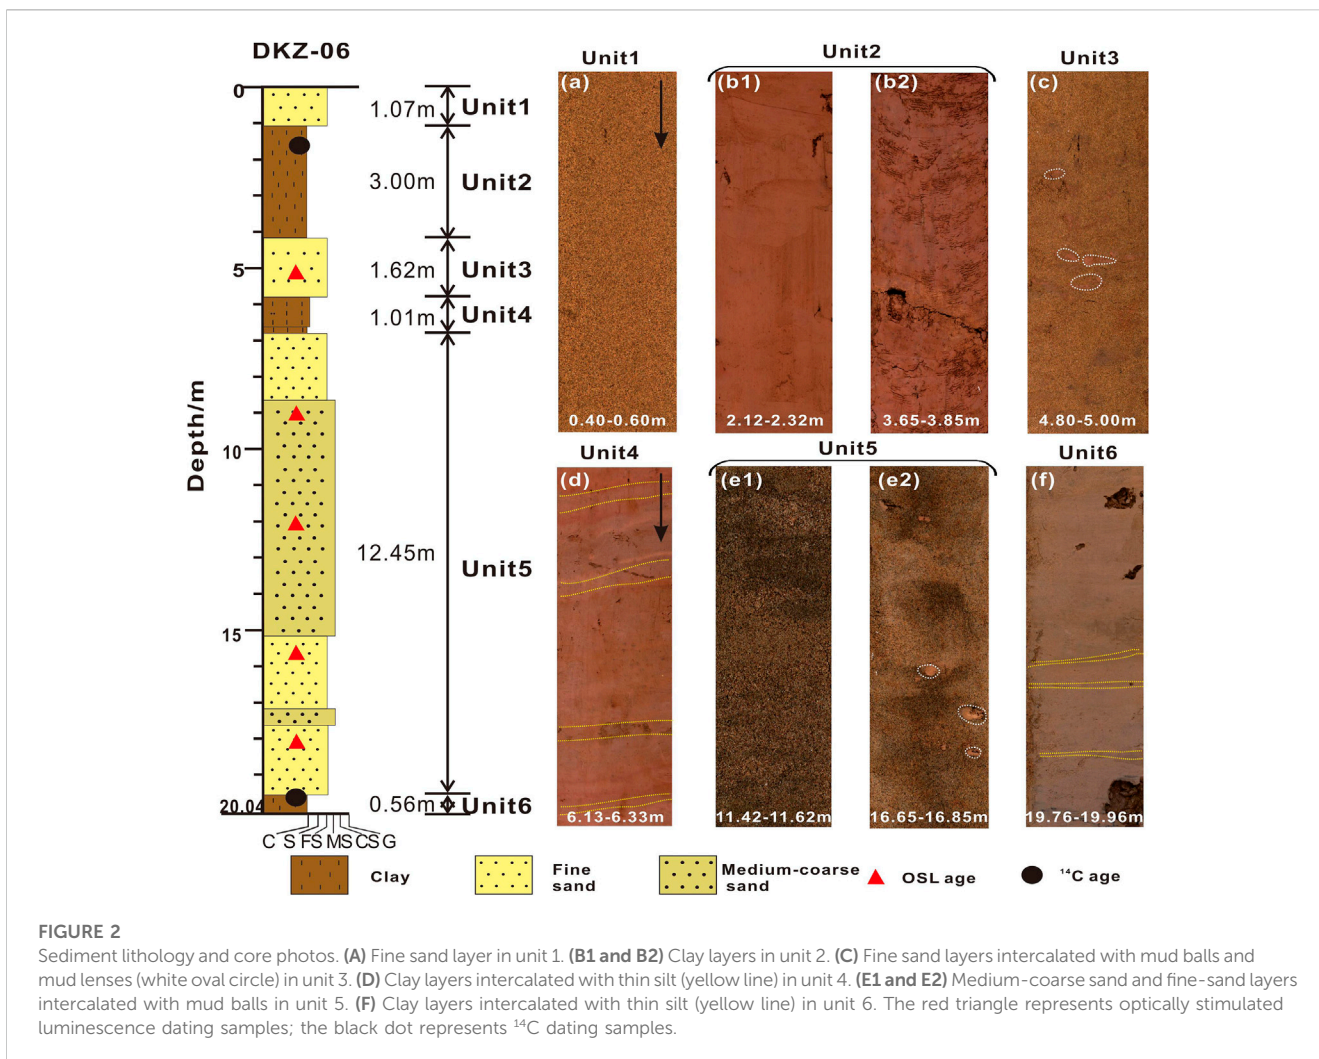 DKZ-06
0
5
10
15
20.04
Depth/m
1.07m Unit1
3.00m Unit2
1.62m Unit3
1.01m Unit4
12.45m Unit5
0.56m Unit6
C S FS MS CS G
Unit1
Unit2
Unit3
(a)
(b1)
(b2)
(c)
0.40-0.60m
2.12-2.32m
3.65-3.85m
4.80-5.00m
Unit4
Unit5
Unit6
(d)
(e1)
(e2)
(f)
6.13-6.33m
11.42-11.62m
16.65-16.85m
19.76-19.96m
Clay
Fine
sand
Medium-coarse
sand
OSL age
¹⁴C age
FIGURE 2
Sediment lithology and core photos. (A) Fine sand layer in unit 1. (B1 and B2) Clay layers in unit 2. (C) Fine sand layers intercalated with mud balls and
mud lenses (white oval circle) in unit 3. (D) Clay layers intercalated with thin silt (yellow line) in unit 4. (E1 and E2) Medium-coarse sand and fine-sand layers
intercalated with mud balls in unit 5. (F) Clay layers intercalated with thin silt (yellow line) in unit 6. The red triangle represents optically stimulated
luminescence dating samples; the black dot represents ¹⁴C dating samples.